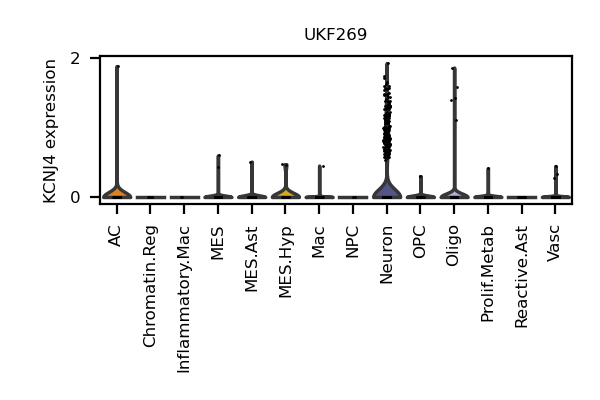 UKF269
KCNJ4 expression
2
0
AC
Chromatin.Reg
Inflammatory.Mac
MES
MES.Ast
MES.Hyp
Mac
NPC
Neuron
OPC
Oligo
Prolif.Metab
Reactive.Ast
Vasc